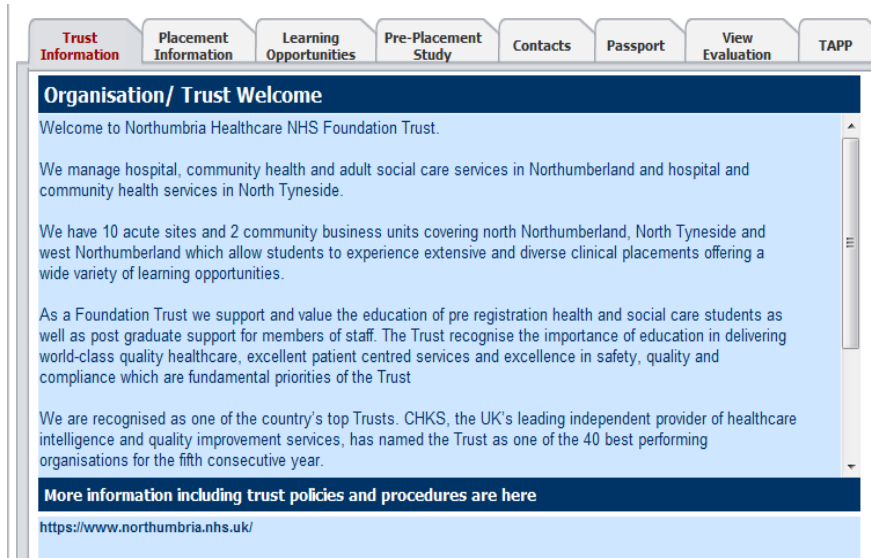 Trust Information
Placement Information
Learning Opportunities
Pre-Placement Study
Contacts
Passport
View Evaluation
TAPP
Organisation/ Trust Welcome
Welcome to Northumbria Healthcare NHS Foundation Trust.
We manage hospital, community health and adult social care services in Northumberland and hospital and
community health services in North Tyneside.
We have 10 acute sites and 2 community business units covering north Northumberland, North Tyneside and
west Northumberland which allow students to experience extensive and diverse clinical placements offering a
wide variety of learning opportunities.
As a Foundation Trust we support and value the education of pre registration health and social care students as
well as post graduate support for members of staff. The Trust recognise the importance of education in delivering
world-class quality healthcare, excellent patient centred services and excellence in safety, quality and
compliance which are fundamental priorities of the Trust
We are recognised as one of the country's top Trusts. CHKS, the UK's leading independent provider of healthcare
intelligence and quality improvement services, has named the Trust as one of the 40 best performing
organisations for the fifth consecutive year.
More information including trust policies and procedures are here
https://www.northumbria.nhs.uk/